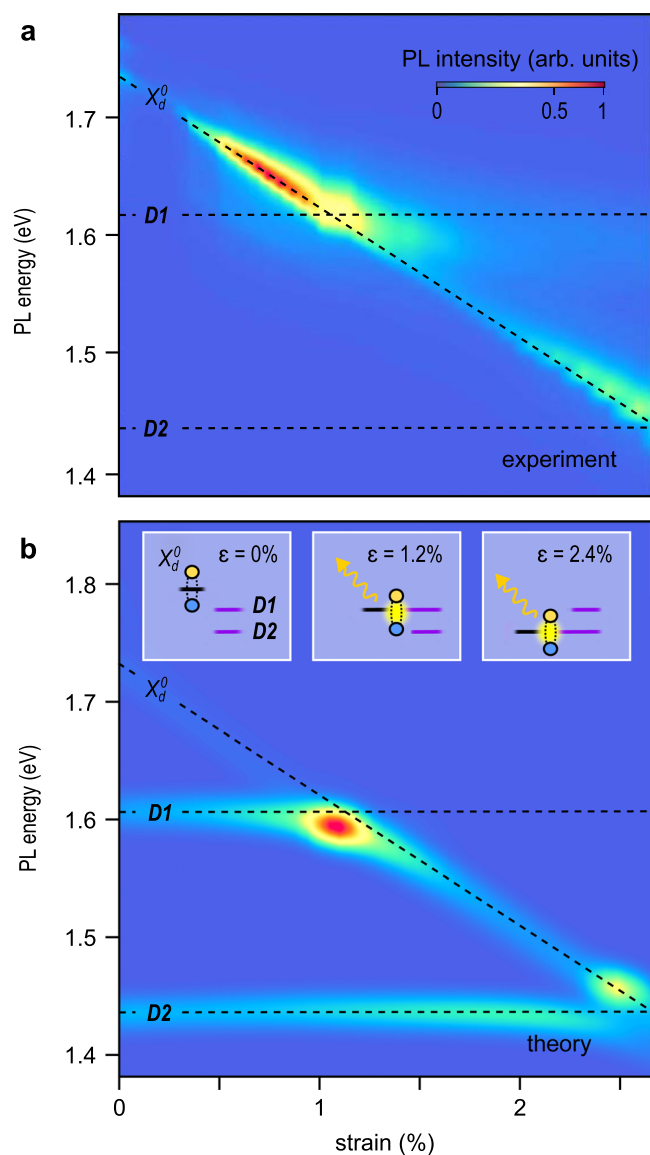 a
PL intensity (arb. units)
0 0.5 1
X_d^0
D1
D2
experiment
1.7
1.6
1.5
1.4
PL energy (eV)
b
X_d^0 ε = 0%
D1
D2
ε = 1.2%
ε = 2.4%
X_d^0
D1
D2
theory
1.8
1.7
1.6
1.5
1.4
PL energy (eV)
0 1 2
strain (%)